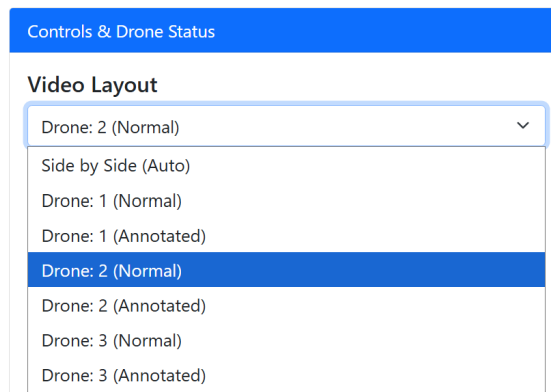 Controls & Drone Status
Video Layout
Drone: 2 (Normal)
Side by Side (Auto)
Drone: 1 (Normal)
Drone: 1 (Annotated)
Drone: 2 (Normal)
Drone: 2 (Annotated)
Drone: 3 (Normal)
Drone: 3 (Annotated)